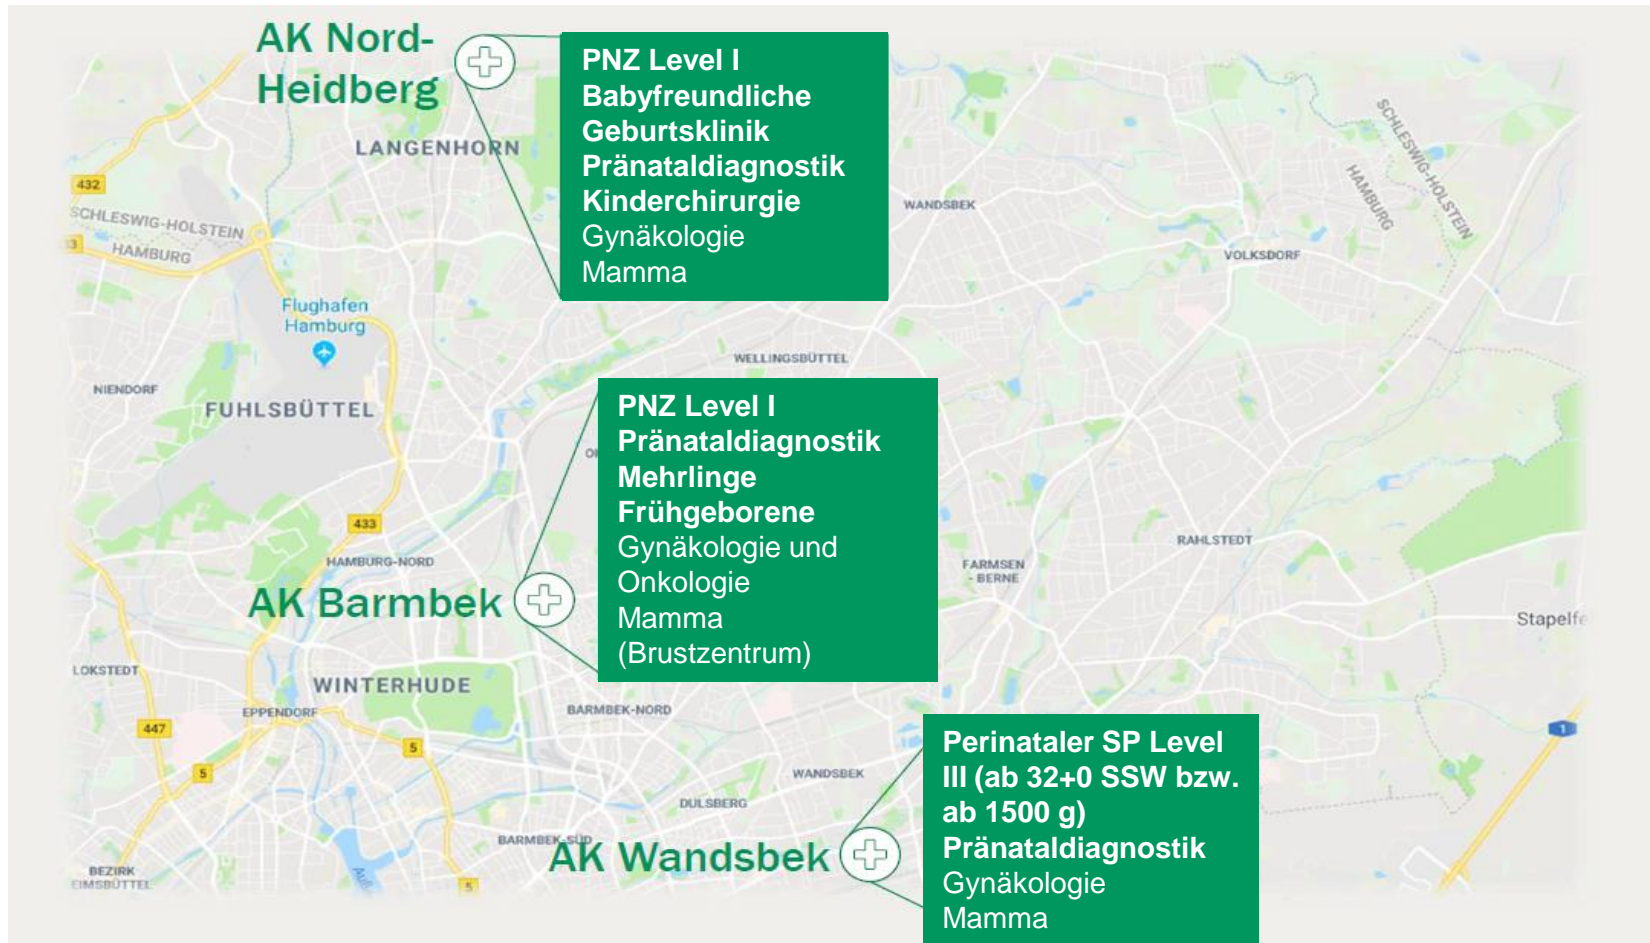 AK Nord-
Heidberg
PNZ Level I
Babyfreundliche
Geburtsklinik
Pränataldiagnostik
Kinderchirurgie
Gynäkologie
Mamma
LANGENHORN
432
SCHLESWIG-HOLSTEIN
HAMBURG
SCHLESWIG-HOLSTEIN
HAMBURG
WANDSBEK
VOLKSDORF
Flughafen
Hamburg
WELLINGSBÜTTEL
NIENDORF
FUHLSBÜTTEL
PNZ Level I
Pränataldiagnostik
Mehrlinge
Frühgeborene
Gynäkologie und
Onkologie
Mamma
(Brustzentrum)
433
HAMBURG-NORD
AK Barmbek
FARMSEN
- BERNE
RAHLSTEDT
Stapelfe
LOKSTEDT
WINTERHUDE
EPPENDORF
BARMBEK-NORD
447
5
5
1
WANDSBEK
DULSBERG
BARMBEK-SÜD
AK Wandsbek
Perinataler SP Level
III (ab 32+0 SSW bzw.
ab 1500 g)
Pränataldiagnostik
Gynäkologie
Mamma
BEZIRK
EIMSBÜTTEL
5